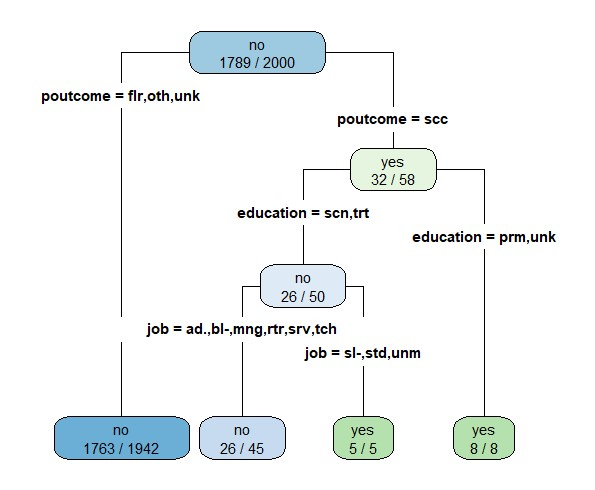 no
1789 / 2000
poutcome = flr,oth,unk
poutcome = scc
yes
32 / 58
education = scn,trt
education = prm,unk
no
26 / 50
job = ad.,bl-,mng,rtr,srv,tch
job = sl-,std,unm
no
1763 / 1942
no
26 / 45
yes
5 / 5
yes
8 / 8